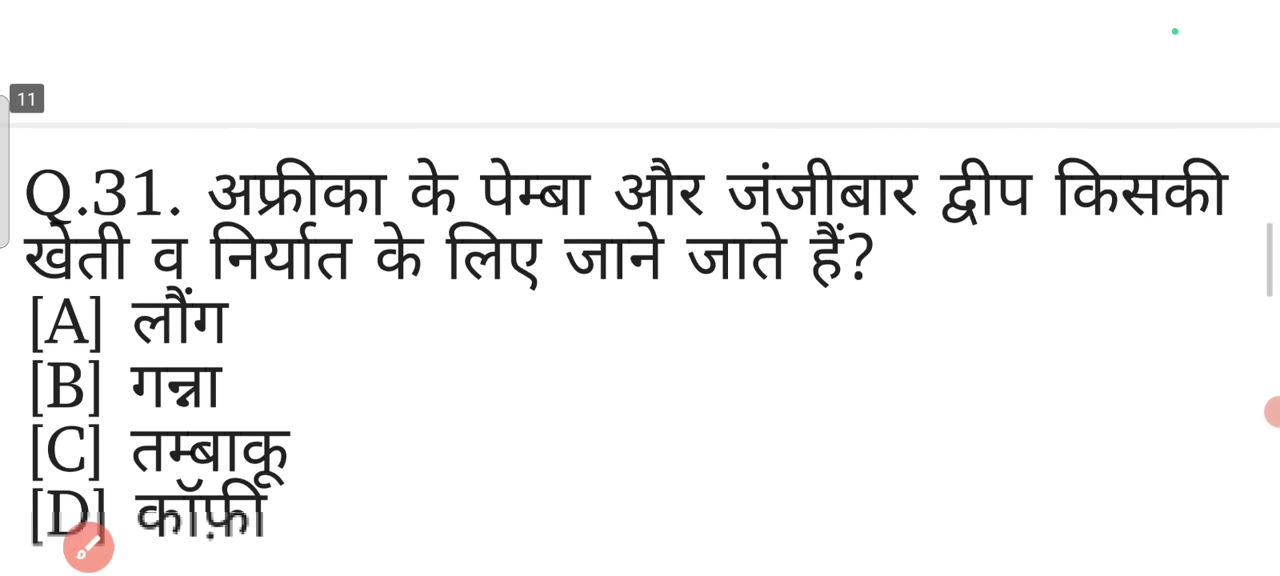 11
Q.31. अफ्रीका के पेम्बा और जंजीबार द्वीप किसकी
खेती व निर्यात के लिए जाने जाते हैं?
[A] लौंग
[B] गन्ना
[C] तम्बाकू
[D] कॉफ़ी